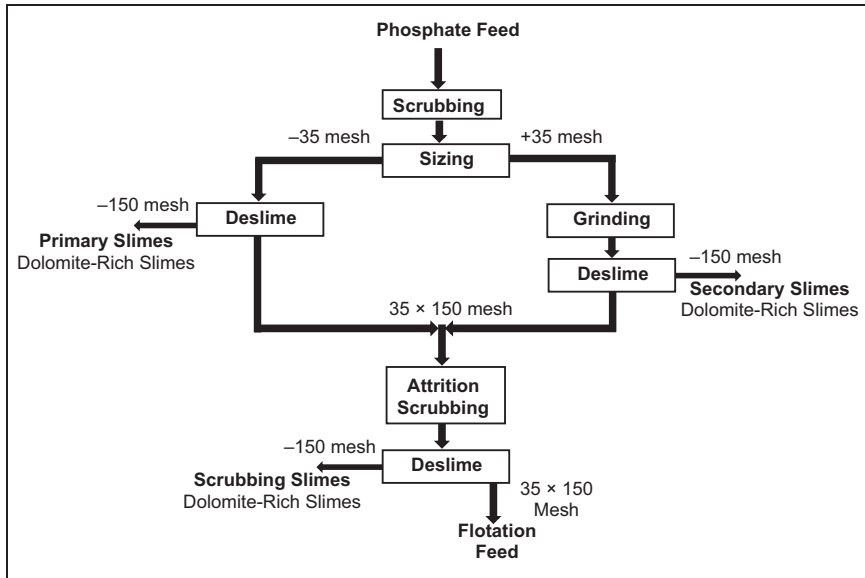 Phosphate Feed
Scrubbing
–35 mesh
+35 mesh
Sizing
–150 mesh
Deslime
Primary Slimes
Dolomite-Rich Slimes
Grinding
Deslime
–150 mesh
Secondary Slimes
Dolomite-Rich Slimes
35 × 150 mesh
Attrition
Scrubbing
–150 mesh
Deslime
Scrubbing Slimes
Dolomite-Rich Slimes
35 × 150
Mesh
Flotation
Feed